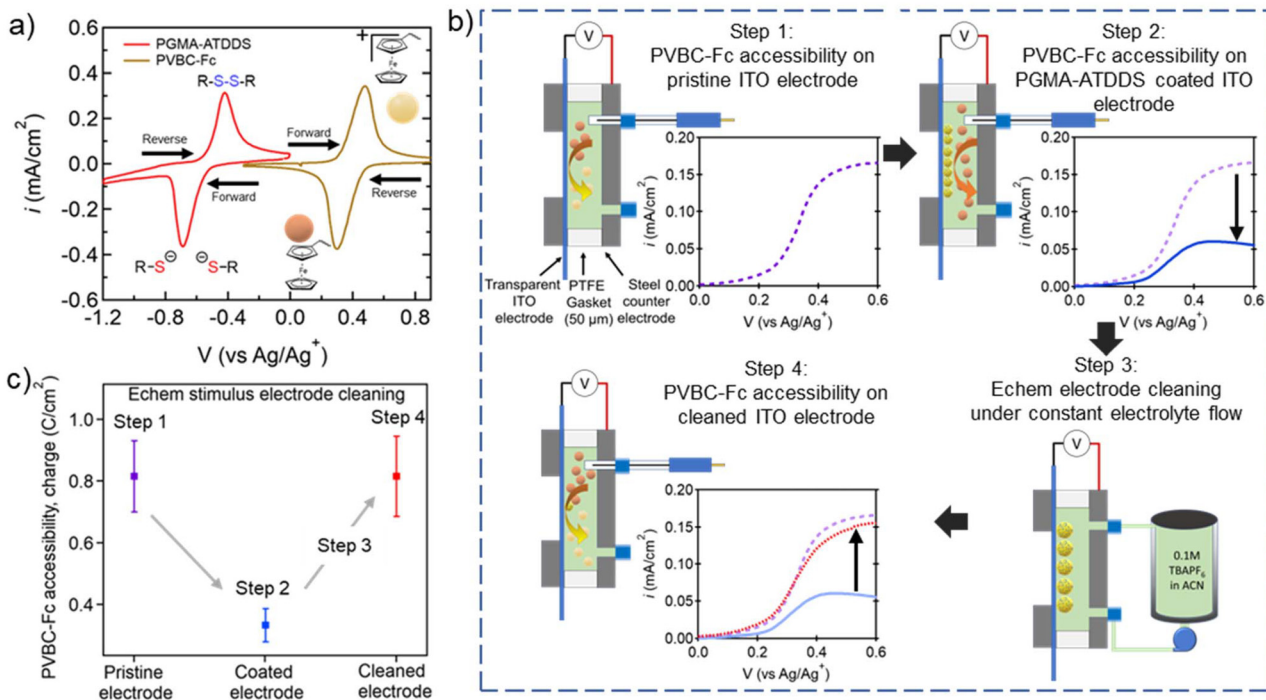 a)
0.6
0.4
0.2
0.0
-0.2
-0.4
-0.6
i (mA/cm²)
PGMA-ATDDS
PVBC-Fc
R-S-S-R
+
Fe
Reverse
Forward
Forward
Reverse
R-S⊖ ⊖S-R
Fe
-1.2 -0.8 -0.4 0.0 0.4 0.8
V (vs Ag/Ag⁺)
b)
V
Step 1:
PVBC-Fc accessibility on
pristine ITO electrode
0.20
0.15
0.10
0.05
0.00
i (mA/cm²)
0.0 0.2 0.4 0.6
V (vs Ag/Ag⁺)
Transparent
ITO
electrode
PTFE
Gasket
(50 µm)
Steel
counter
electrode
V
Step 2:
PVBC-Fc accessibility on
PGMA-ATDDS coated ITO
electrode
0.20
0.15
0.10
0.05
0.00
i (mA/cm²)
0.0 0.2 0.4 0.6
V (vs Ag/Ag⁺)
Step 3:
Echem electrode cleaning
under constant electrolyte flow
V
0.1M
TBAPF₆
in ACN
V
Step 4:
PVBC-Fc accessibility on
cleaned ITO electrode
0.20
0.15
0.10
0.05
0.00
i (mA/cm²)
0.0 0.2 0.4 0.6
V (vs Ag/Ag⁺)
c)
Echem stimulus electrode cleaning
PVBC-Fc accessibility, charge (C/cm²)
1.0
0.8
0.6
0.4
Step 1
Step 2
Step 3
Step 4
Pristine
electrode
Coated
electrode
Cleaned
electrode